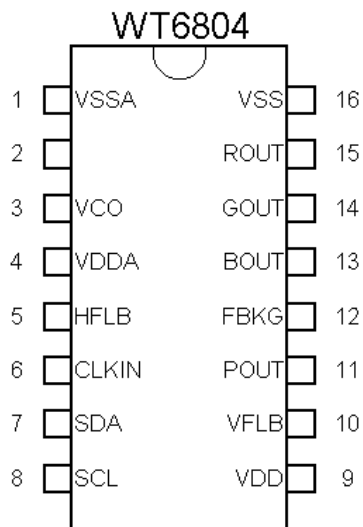 WT6804
1 VSSA VSS 16
2 ROUT 15
3 VCO GOUT 14
4 VDDA BOUT 13
5 HFLB FBKG 12
6 CLKIN POUT 11
7 SDA VFLB 10
8 SCL VDD 9